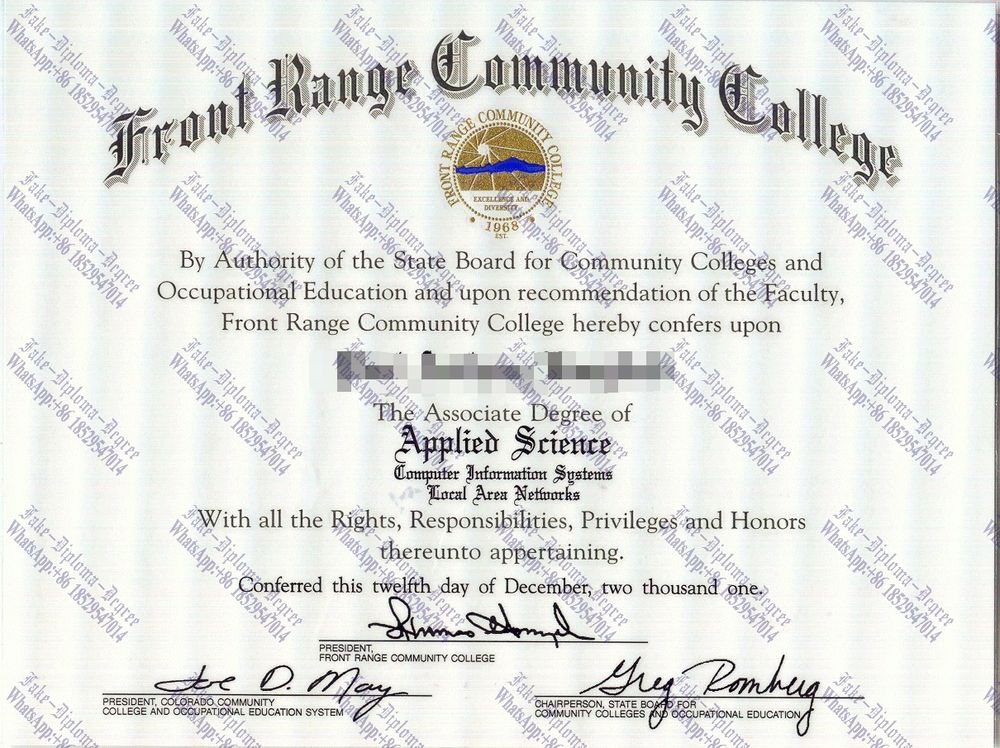 Front Range Community College
FRONT RANGE COMMUNITY COLLEGE
EXCELLENCE AND
DIVERSITY
1968
EST.
By Authority of the State Board for Community Colleges and
Occupational Education and upon recommendation of the Faculty,
Front Range Community College hereby confers upon
The Associate Degree of
Applied Science
Computer Information Systems
Local Area Networks
With all the Rights, Responsibilities, Privileges and Honors
thereunto appertaining.
Conferred this twelfth day of December, two thousand one.
PRESIDENT,
FRONT RANGE COMMUNITY COLLEGE
Joe D. May
PRESIDENT, COLORADO COMMUNITY
COLLEGE AND OCCUPATIONAL EDUCATION SYSTEM
Greg Romberg
CHAIRPERSON, STATE BOARD FOR
COMMUNITY COLLEGES AND OCCUPATIONAL EDUCATION
Fake-Diploma-Degree
WhatsApp:+86 18529547014